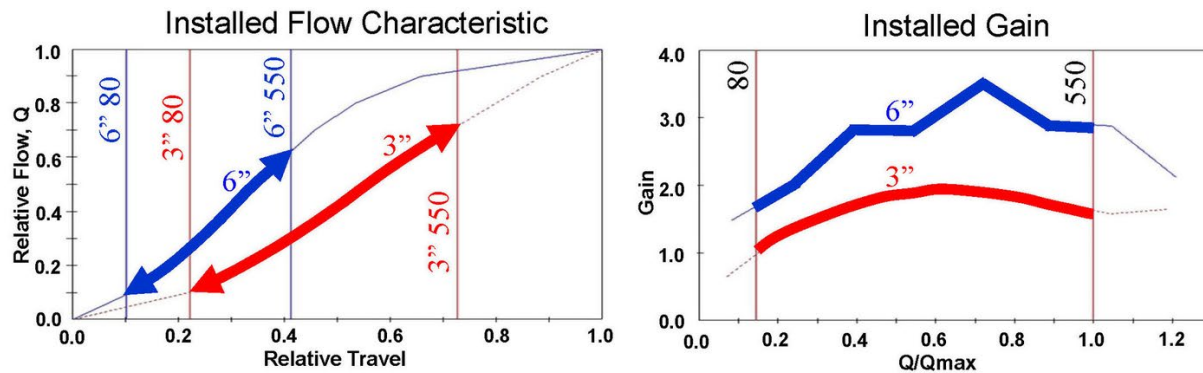 Installed Flow Characteristic
1.0
0.8
0.6
0.4
0.2
0.0
Relative Flow, Q
6” 80
3” 80
6” 550
3” 550
6”
3”
0.0 0.2 0.4 0.6 0.8 1.0
Relative Travel
Installed Gain
4.0
3.0
2.0
1.0
0.0
Gain
80
550
6”
3”
0.0 0.2 0.4 0.6 0.8 1.0 1.2
Q/Qmax